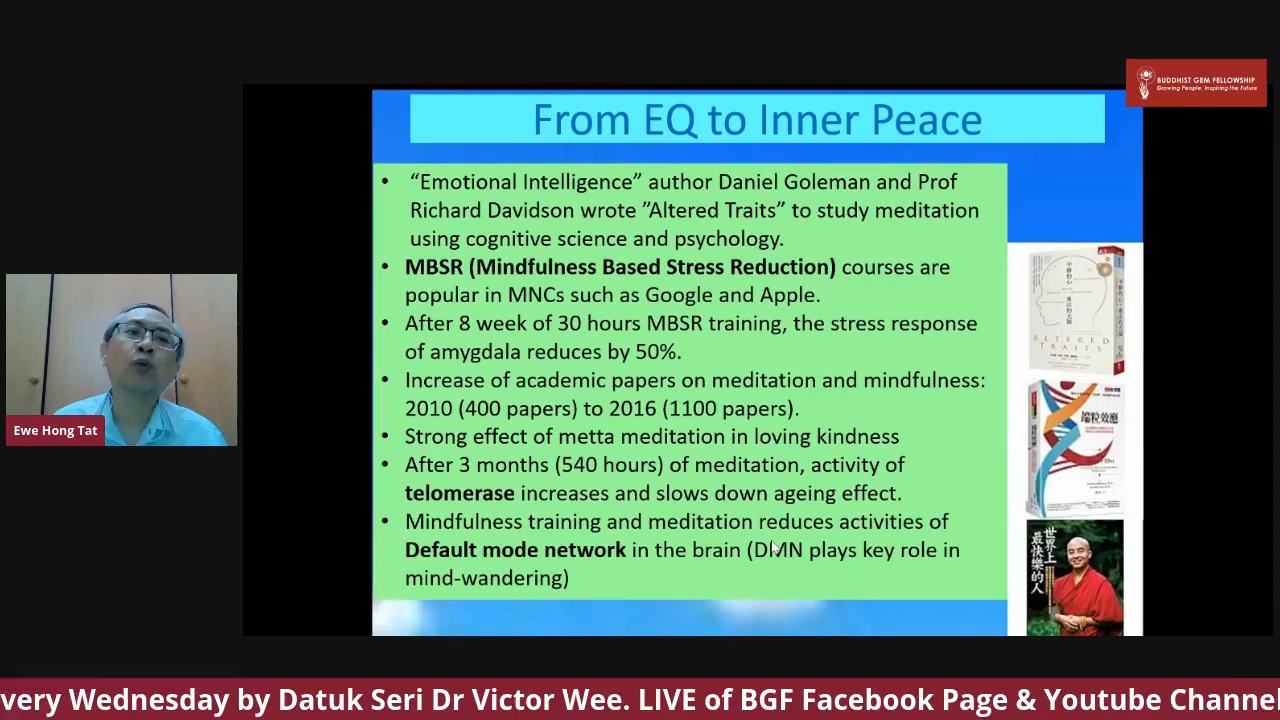 BUDDHIST GEM FELLOWSHIP
Growing People. Inspiring the Future
From EQ to Inner Peace
• “Emotional Intelligence” author Daniel Goleman and Prof
Richard Davidson wrote ”Altered Traits” to study meditation
using cognitive science and psychology.
• MBSR (Mindfulness Based Stress Reduction) courses are
popular in MNCs such as Google and Apple.
• After 8 week of 30 hours MBSR training, the stress response
of amygdala reduces by 50%.
• Increase of academic papers on meditation and mindfulness:
2010 (400 papers) to 2016 (1100 papers).
• Strong effect of metta meditation in loving kindness
• After 3 months (540 hours) of meditation, activity of
telomerase increases and slows down ageing effect.
• Mindfulness training and meditation reduces activities of
Default mode network in the brain (DMN plays key role in
mind-wandering)
ALTERED
TRAITS
端粒效應
世界上
最快樂的人
Ewe Hong Tat
very Wednesday by Datuk Seri Dr Victor Wee. LIVE of BGF Facebook Page & Youtube Channel